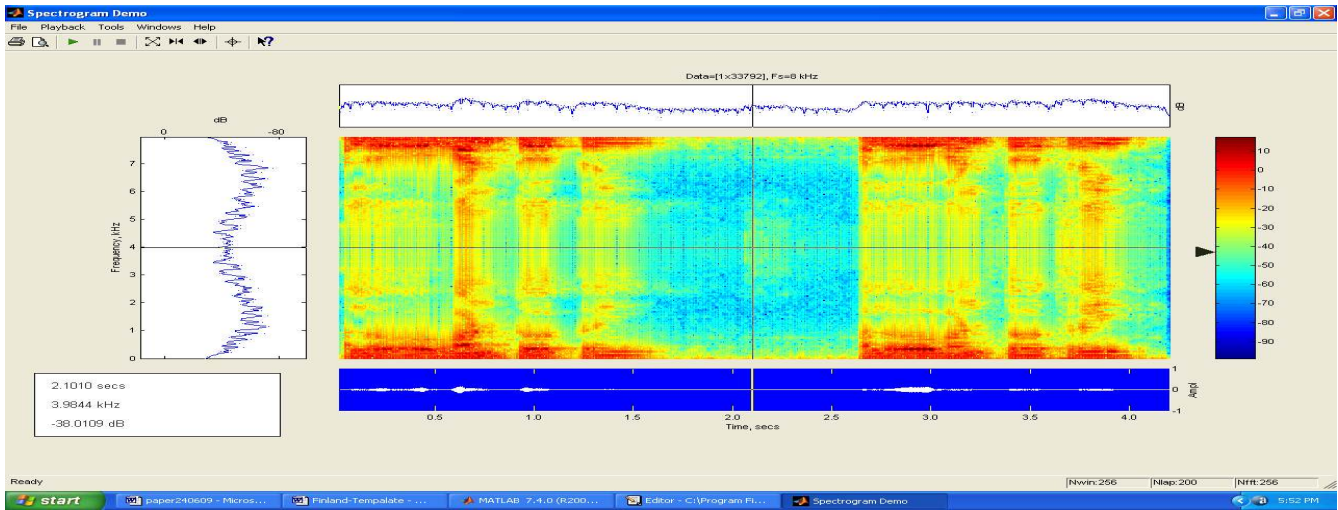 Spectrogram Demo
File Playback Tools Windows Help
Data=[1x33792], Fs=8 kHz
dB
dB
0 -80
7
6
5
4
3
2
1
0
Frequency, kHz
10
0
-10
-20
-30
-40
-50
-60
-70
-80
-90
1
0
-1
Ampl
0.5 1.0 1.5 2.0 2.5 3.0 3.5 4.0
Time, secs
2.1010 secs
3.9844 kHz
-38.0109 dB
Ready
Nwin:256 Nlap:200 Nfft:256
start paper240609 - Micros... Finland-Tempalate - ... MATLAB 7.4.0 (R200... Editor - C:\Program Fi... Spectrogram Demo 5:52 PM